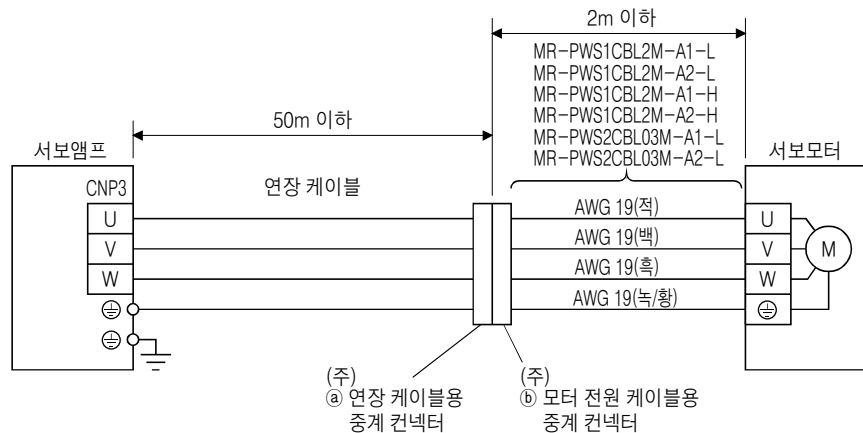 2m 이하
MR-PWS1CBL2M-A1-L
MR-PWS1CBL2M-A2-L
MR-PWS1CBL2M-A1-H
MR-PWS1CBL2M-A2-H
MR-PWS2CBL03M-A1-L
MR-PWS2CBL03M-A2-L
50m 이하
서보앰프
서보모터
CNP3
연장 케이블
U
V
W
AWG 19(적)
AWG 19(백)
AWG 19(흑)
AWG 19(녹/황)
U
V
W
M
(주)
ⓐ 연장 케이블용
중계 컨넥터
(주)
ⓑ 모터 전원 케이블용
중계 컨넥터